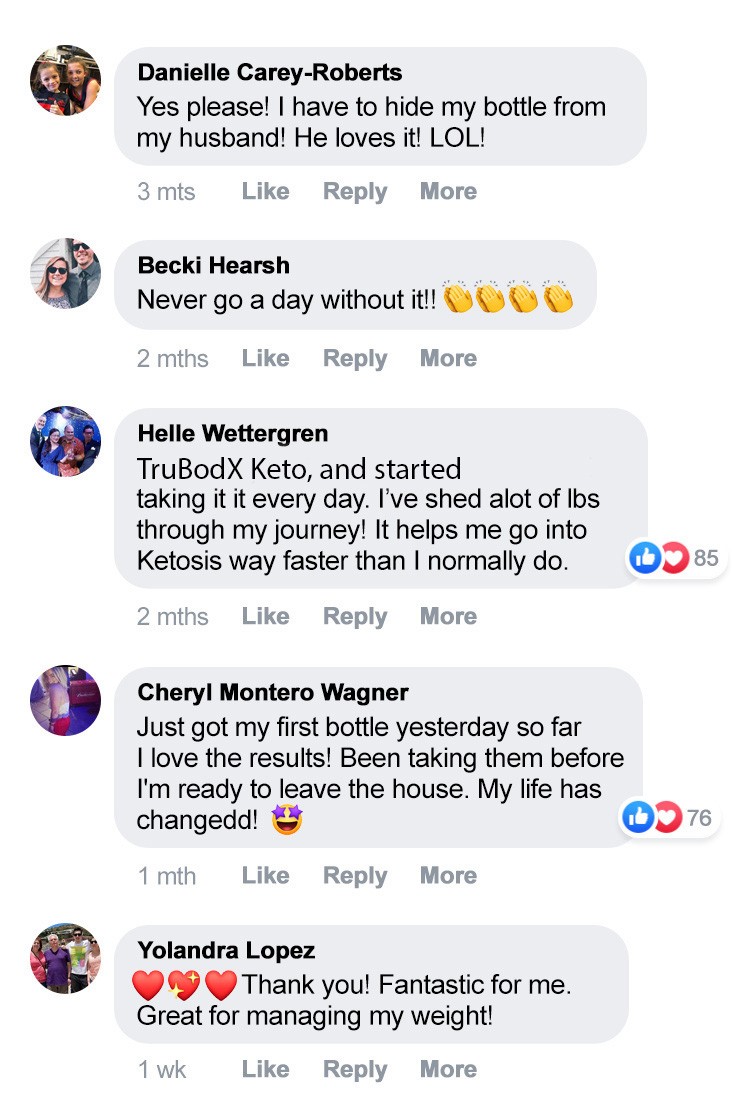 Danielle Carey-Roberts
Yes please! I have to hide my bottle from
my husband! He loves it! LOL!
3 mts Like Reply More
Becki Hearsh
Never go a day without it!! 👏👏👏👏
2 mths Like Reply More
Helle Wettergren
TruBodX Keto, and started
taking it it every day. I’ve shed alot of lbs
through my journey! It helps me go into
Ketosis way faster than I normally do.
85
2 mths Like Reply More
Cheryl Montero Wagner
Just got my first bottle yesterday so far
I love the results! Been taking them before
I'm ready to leave the house. My life has
changedd! 🤩
76
1 mth Like Reply More
Yolandra Lopez
❤️💖❤️ Thank you! Fantastic for me.
Great for managing my weight!
1 wk Like Reply More